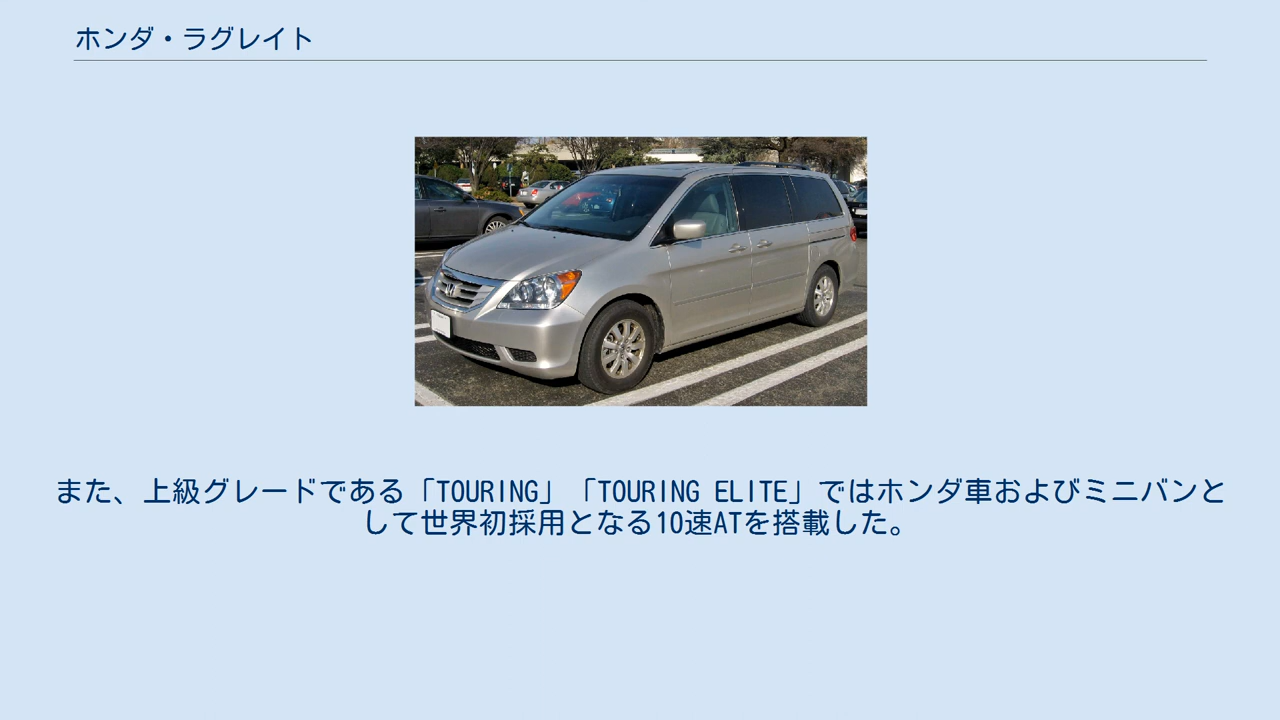 ホンダ・ラグレイト
また、上級グレードである「TOURING」「TOURING ELITE」ではホンダ車およびミニバンと
して世界初採用となる10速ATを搭載した。